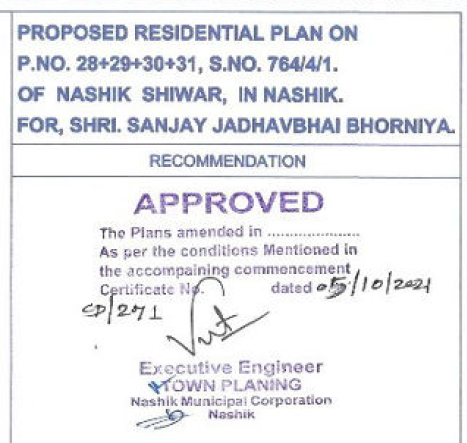 PROPOSED RESIDENTIAL PLAN ON
P.NO. 28+29+30+31, S.NO. 764/4/1.
OF NASHIK SHIWAR, IN NASHIK.
FOR, SHRI. SANJAY JADHAVBHAI BHORNIYA.
RECOMMENDATION
APPROVED
The Plans amended in .....................
As per the conditions Mentioned in
the accompaining commencement
Certificate No. dated 05/10/2021
CD/271
Executive Engineer
TOWN PLANING
Nashik Municipal Corporation
Nashik